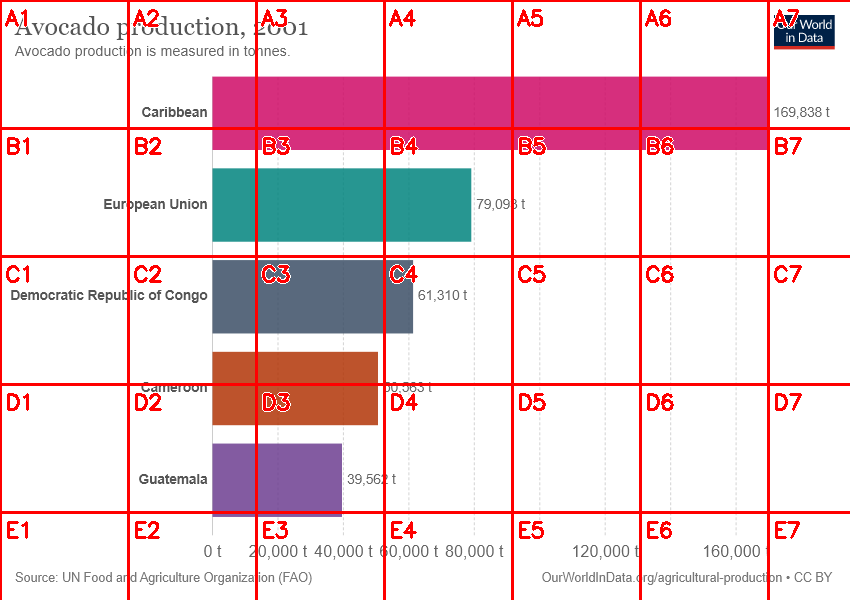 Avocado production, 2001
Avocado production is measured in tonnes.
Our World
in Data
Caribbean
169,838 t
European Union
79,093 t
Democratic Republic of Congo
61,310 t
Cameroon
50,563 t
Guatemala
39,562 t
0 t
20,000 t
40,000 t
60,000 t
80,000 t
120,000 t
160,000 t
Source: UN Food and Agriculture Organization (FAO)
OurWorldInData.org/agricultural-production • CC BY
A1 A2 A3 A4 A5 A6 A7
B1 B2 B3 B4 B5 B6 B7
C1 C2 C3 C4 C5 C6 C7
D1 D2 D3 D4 D5 D6 D7
E1 E2 E3 E4 E5 E6 E7